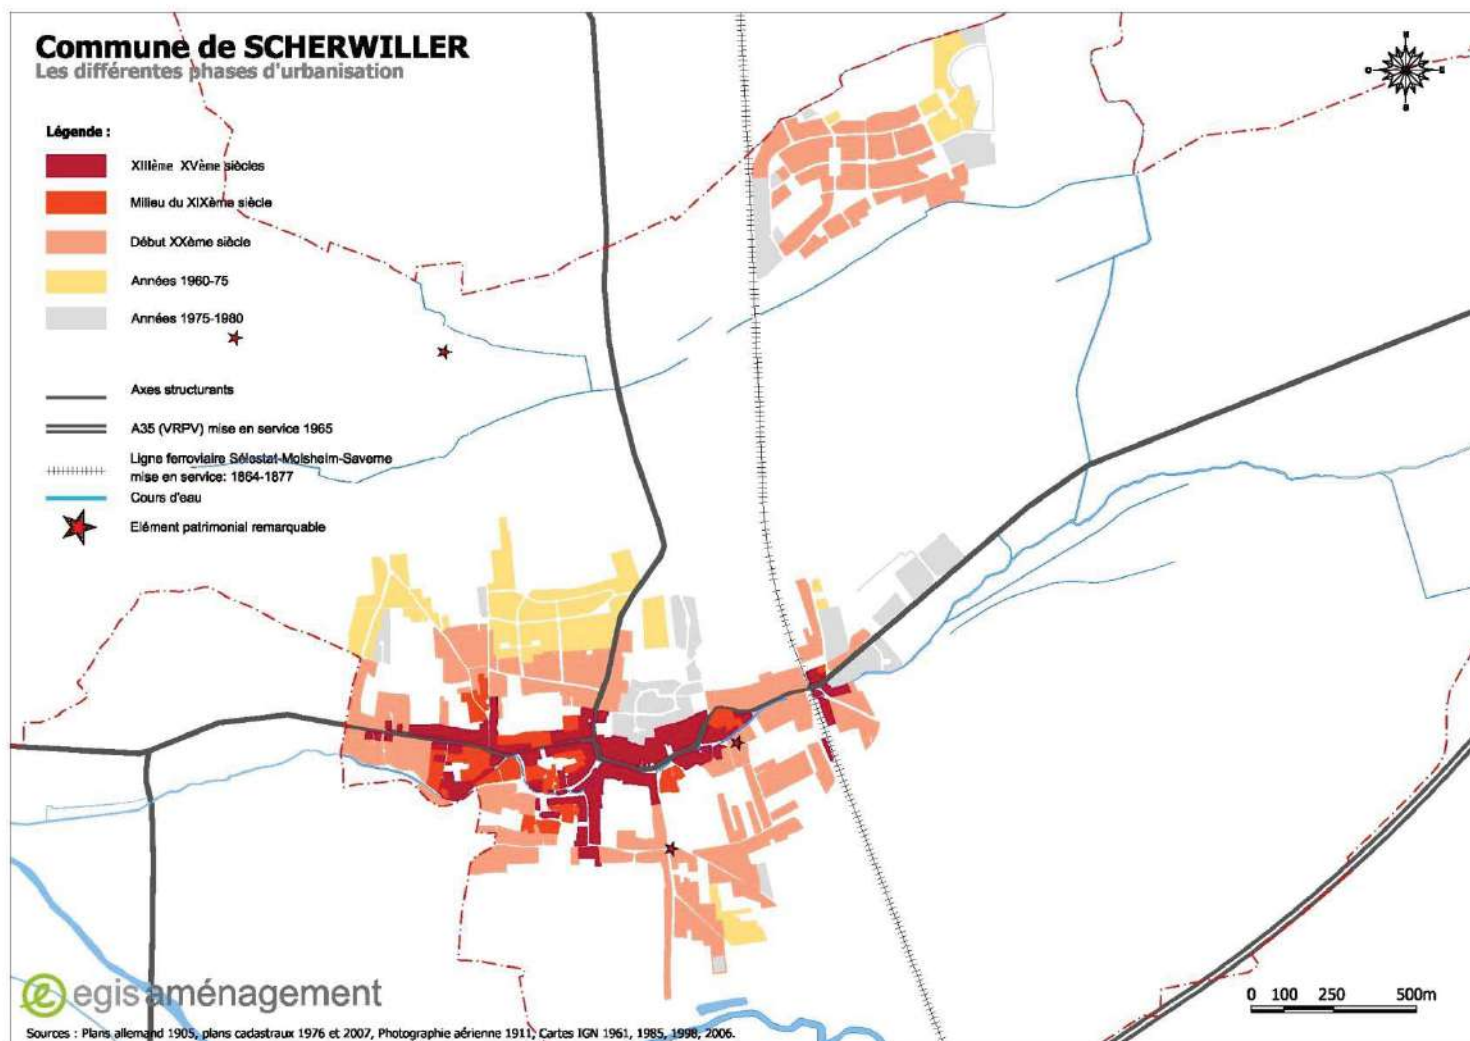 Commune de SCHERWILLER
Les différentes phases d'urbanisation
Légende :
XIIIème XVème siècles
Milieu du XIXème siècle
Début XXème siècle
Années 1960-75
Années 1975-1980
Axes structurants
A35 (VRPV) mise en service 1965
Ligne ferroviaire Sélestat-Molsheim-Saverne
mise en service: 1864-1877
Cours d'eau
Elément patrimonial remarquable
N
O
E
S
egis aménagement
0 100 250 500m
Sources : Plans allemand 1905, plans cadastraux 1976 et 2007, Photographie aérienne 1911, Cartes IGN 1961, 1985, 1998, 2006.